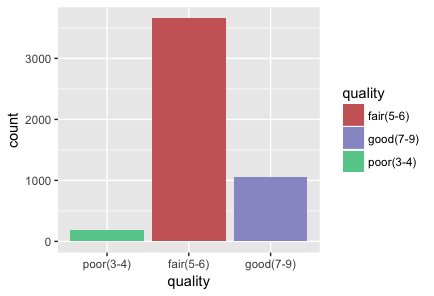 count
3000
2000
1000
0
poor(3-4) fair(5-6) good(7-9)
quality
quality
fair(5-6)
good(7-9)
poor(3-4)